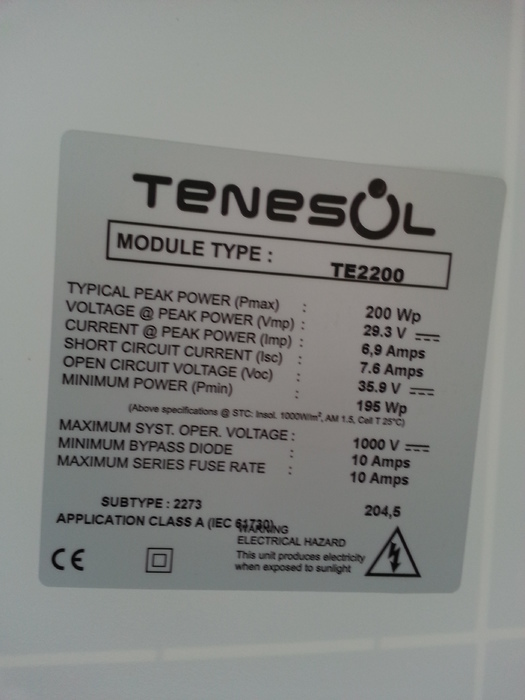 TENESOL
MODULE TYPE : TE2200
TYPICAL PEAK POWER (Pmax) : 200 Wp
VOLTAGE @ PEAK POWER (Vmp) : 29.3 V
CURRENT @ PEAK POWER (Imp) : 6,9 Amps
SHORT CIRCUIT CURRENT (Isc) : 7.6 Amps
OPEN CIRCUIT VOLTAGE (Voc) : 35.9 V
MINIMUM POWER (Pmin) : 195 Wp
(Above specifications @ STC: Insol. 1000W/m², AM 1.5, Cell T 25°C)
MAXIMUM SYST. OPER. VOLTAGE : 1000 V
MINIMUM BYPASS DIODE : 10 Amps
MAXIMUM SERIES FUSE RATE : 10 Amps
SUBTYPE : 2273 204,5
APPLICATION CLASS A (IEC 61730)
WARNING
ELECTRICAL HAZARD
This unit produces electricity
when exposed to sunlight
CE